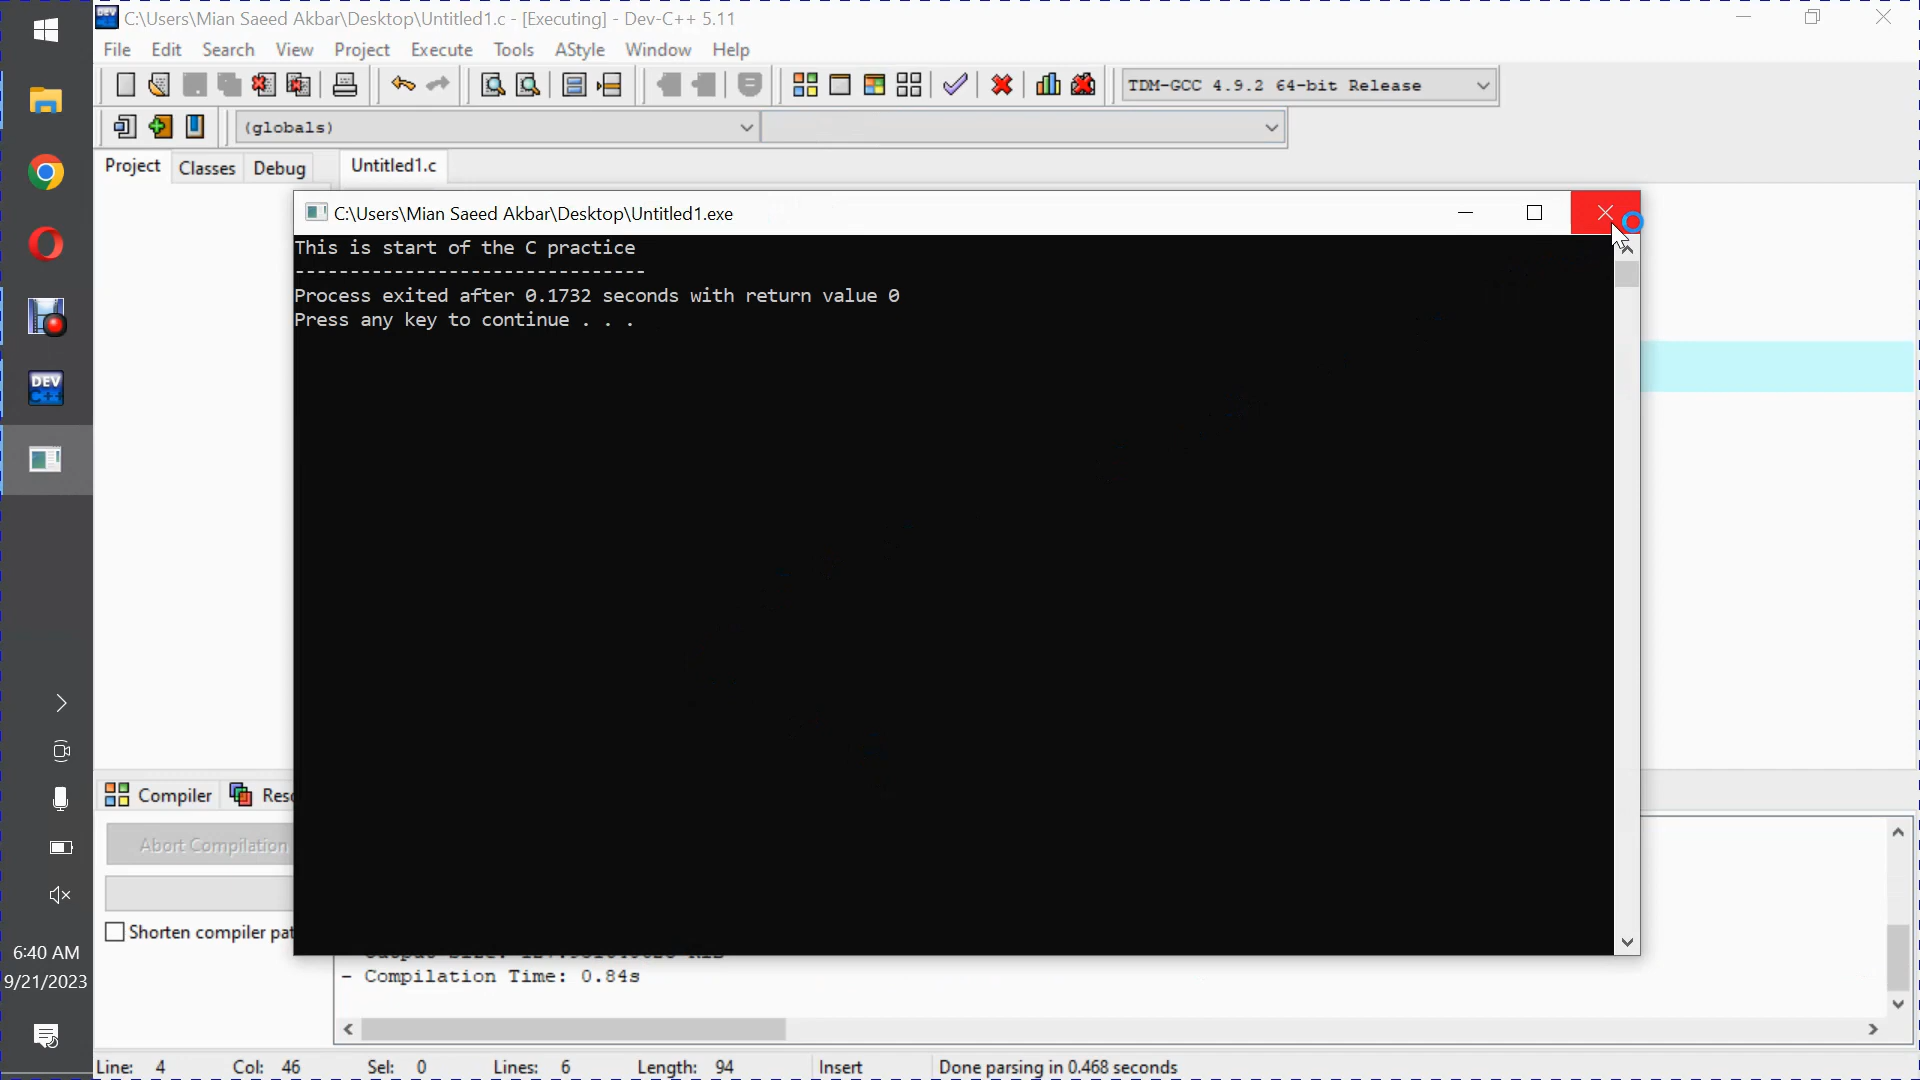 C:\Users\Mian Saeed Akbar\Desktop\Untitled1.c - [Executing] - Dev-C++ 5.11
File Edit Search View Project Execute Tools AStyle Window Help
TDM-GCC 4.9.2 64-bit Release
(globals)
Project Classes Debug Untitled1.c
C:\Users\Mian Saeed Akbar\Desktop\Untitled1.exe
This is start of the C practice
--------------------------------
Process exited after 0.1732 seconds with return value 0
Press any key to continue . . .
DEV
C++
Compiler
Abort Compilation
Shorten compiler
- Compilation Time: 0.84s
6:40 AM
9/21/2023
Line: 4 Col: 46 Sel: 0 Lines: 6 Length: 94 Insert Done parsing in 0.468 seconds